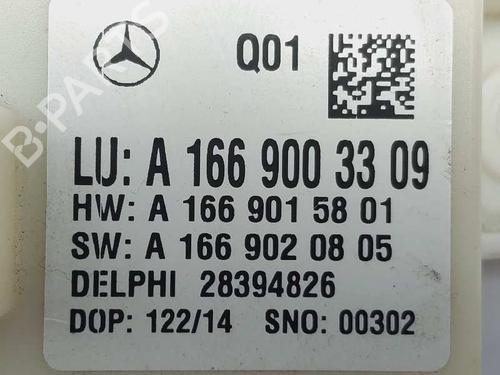 Q01
LU: A 166 900 33 09
HW: A 166 901 58 01
SW: A 166 902 08 05
DELPHI 28394826
DOP: 122/14 SNO: 00302
B-PARTS